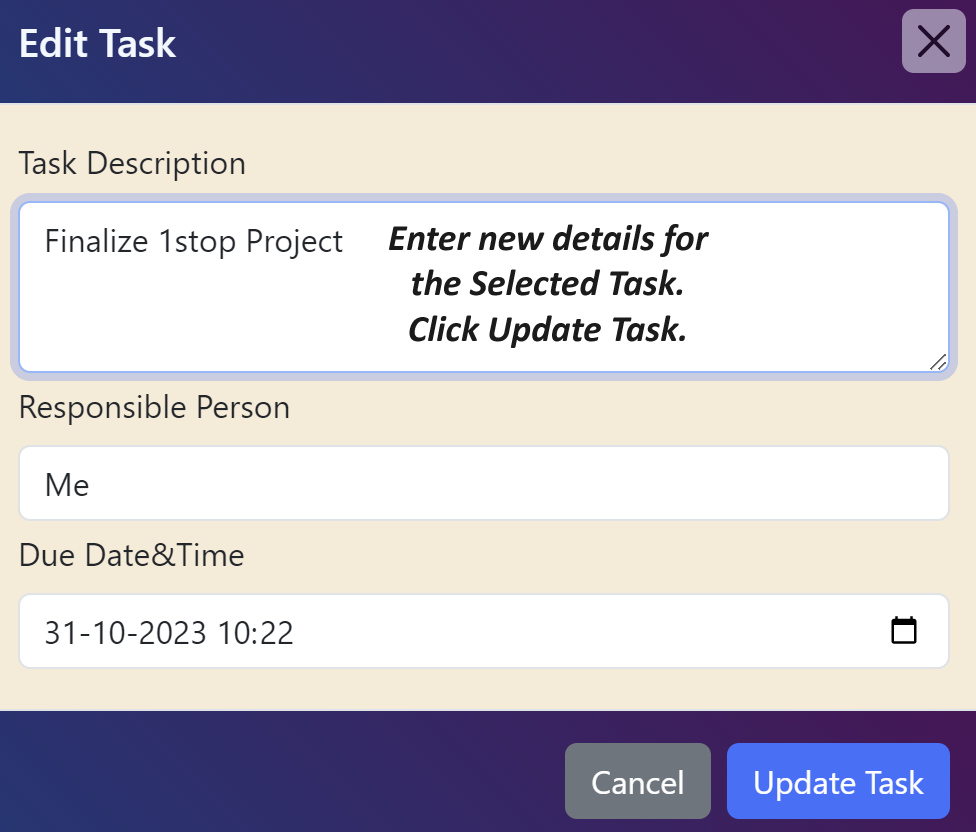 Edit Task
Task Description
Finalize 1stop Project
Enter new details for
the Selected Task.
Click Update Task.
Responsible Person
Me
Due Date&Time
31-10-2023 10:22
Cancel
Update Task